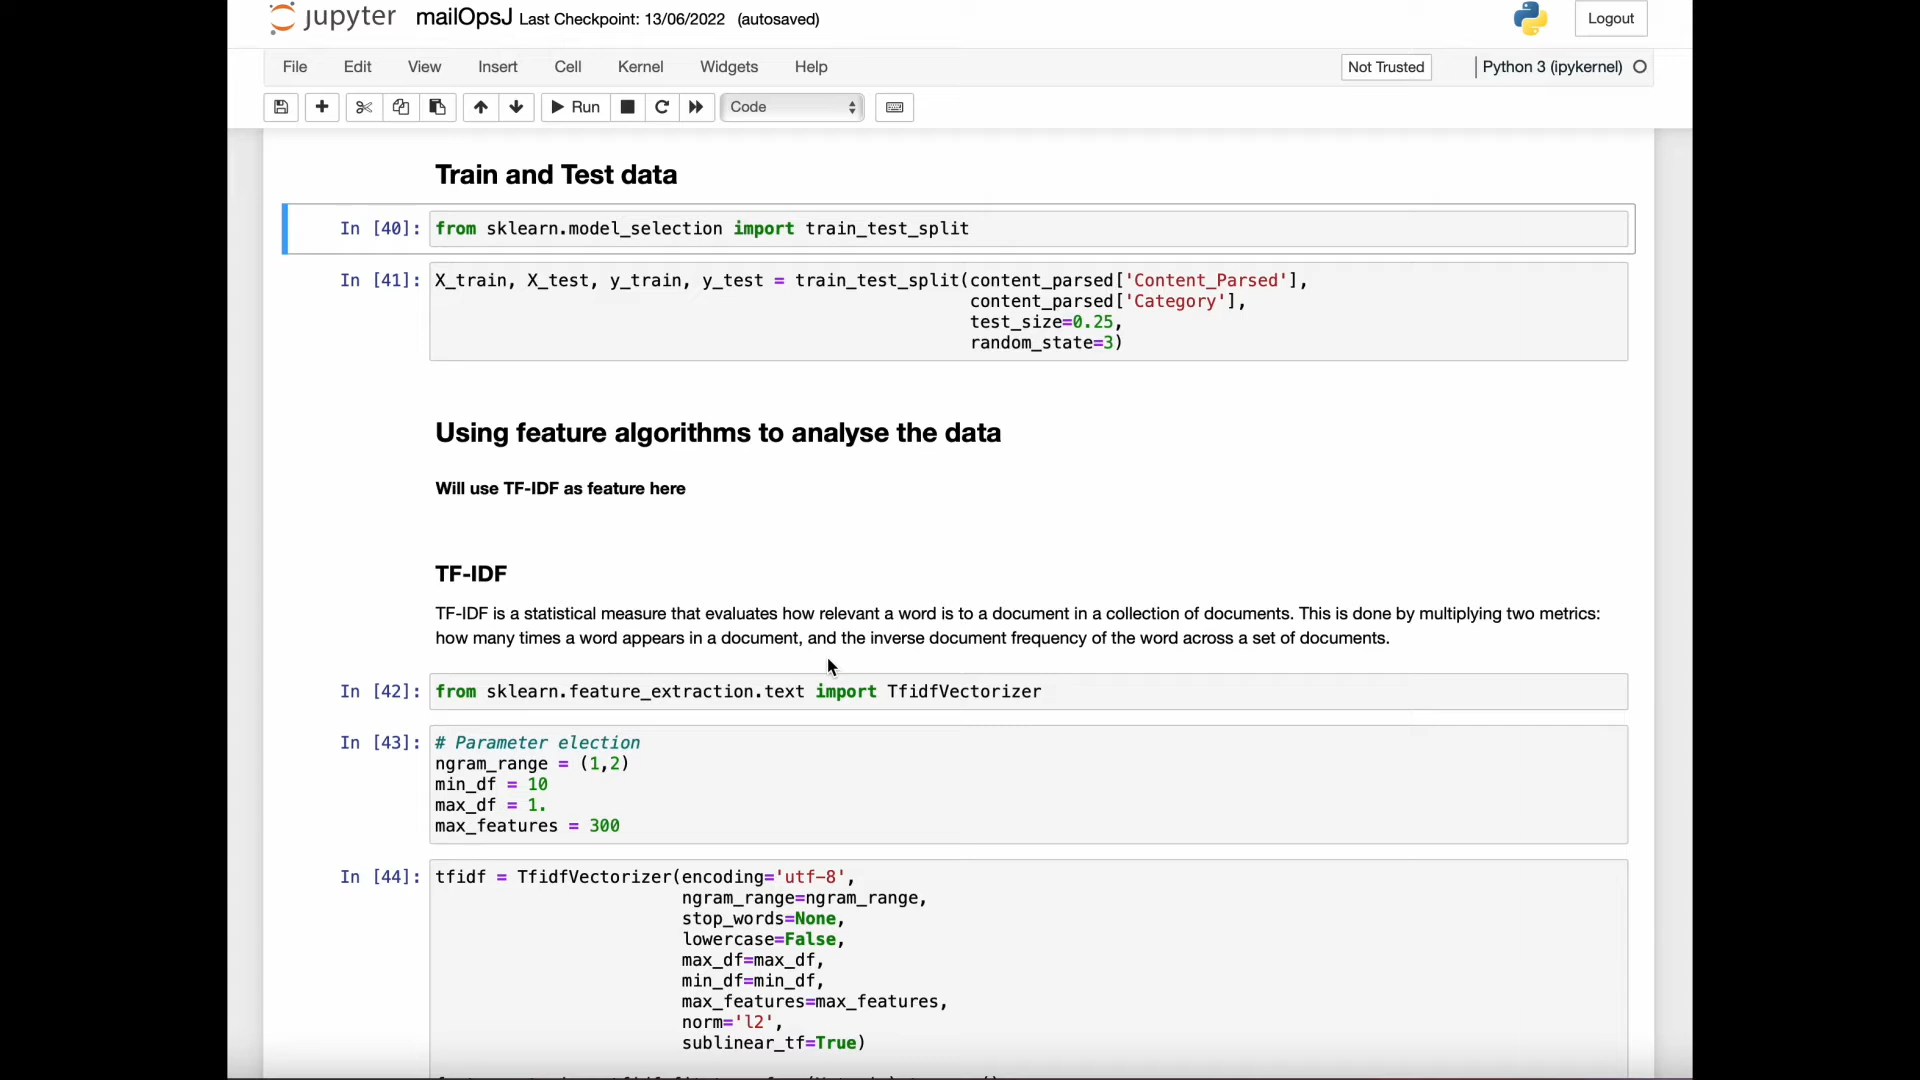 jupyter mailOpsJ Last Checkpoint: 13/06/2022 (autosaved) Logout
File Edit View Insert Cell Kernel Widgets Help Not Trusted Python 3 (ipykernel)
Run Code
Train and Test data
In [40]: from sklearn.model_selection import train_test_split
In [41]: X_train, X_test, y_train, y_test = train_test_split(content_parsed['Content_Parsed'],
content_parsed['Category'],
test_size=0.25,
random_state=3)
Using feature algorithms to analyse the data
Will use TF-IDF as feature here
TF-IDF
TF-IDF is a statistical measure that evaluates how relevant a word is to a document in a collection of documents. This is done by multiplying two metrics:
how many times a word appears in a document, and the inverse document frequency of the word across a set of documents.
In [42]: from sklearn.feature_extraction.text import TfidfVectorizer
In [43]: # Parameter election
ngram_range = (1,2)
min_df = 10
max_df = 1.
max_features = 300
In [44]: tfidf = TfidfVectorizer(encoding='utf-8',
ngram_range=ngram_range,
stop_words=None,
lowercase=False,
max_df=max_df,
min_df=min_df,
max_features=max_features,
norm='l2',
sublinear_tf=True)